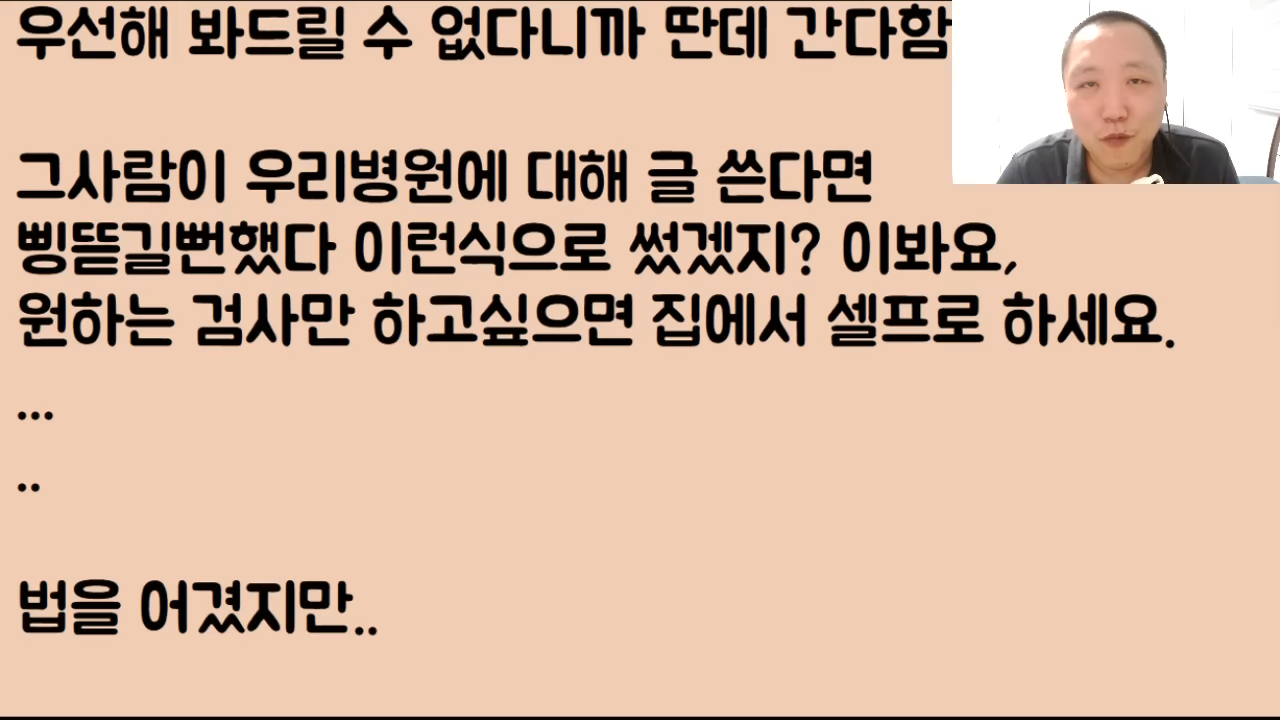 우선해 봐드릴 수 없다니까 딴데 간다함
그사람이 우리병원에 대해 글 쓴다면
삥뜯길뻔했다 이런식으로 썼겠지? 이봐요,
원하는 검사만 하고싶으면 집에서 셀프로 하세요.
...
..
법을 어겼지만..